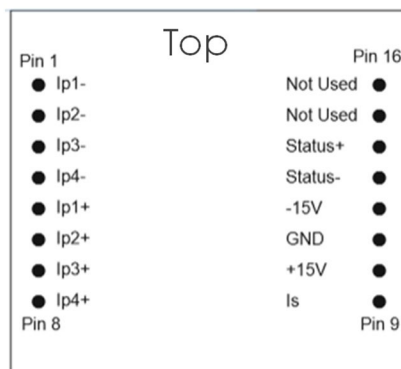 Top
Pin 1
Pin 16
Ip1-
Not Used
Ip2-
Not Used
Ip3-
Status+
Ip4-
Status-
Ip1+
-15V
Ip2+
GND
Ip3+
+15V
Ip4+
Is
Pin 8
Pin 9